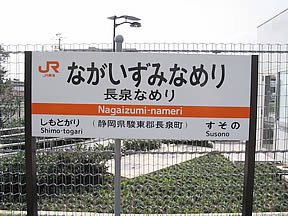 JR
ながいずみなめり
長泉なめり
Nagaizumi-nameri
しもとがり
Shimo-togari
(静岡県駿東郡長泉町)
すその
Susono